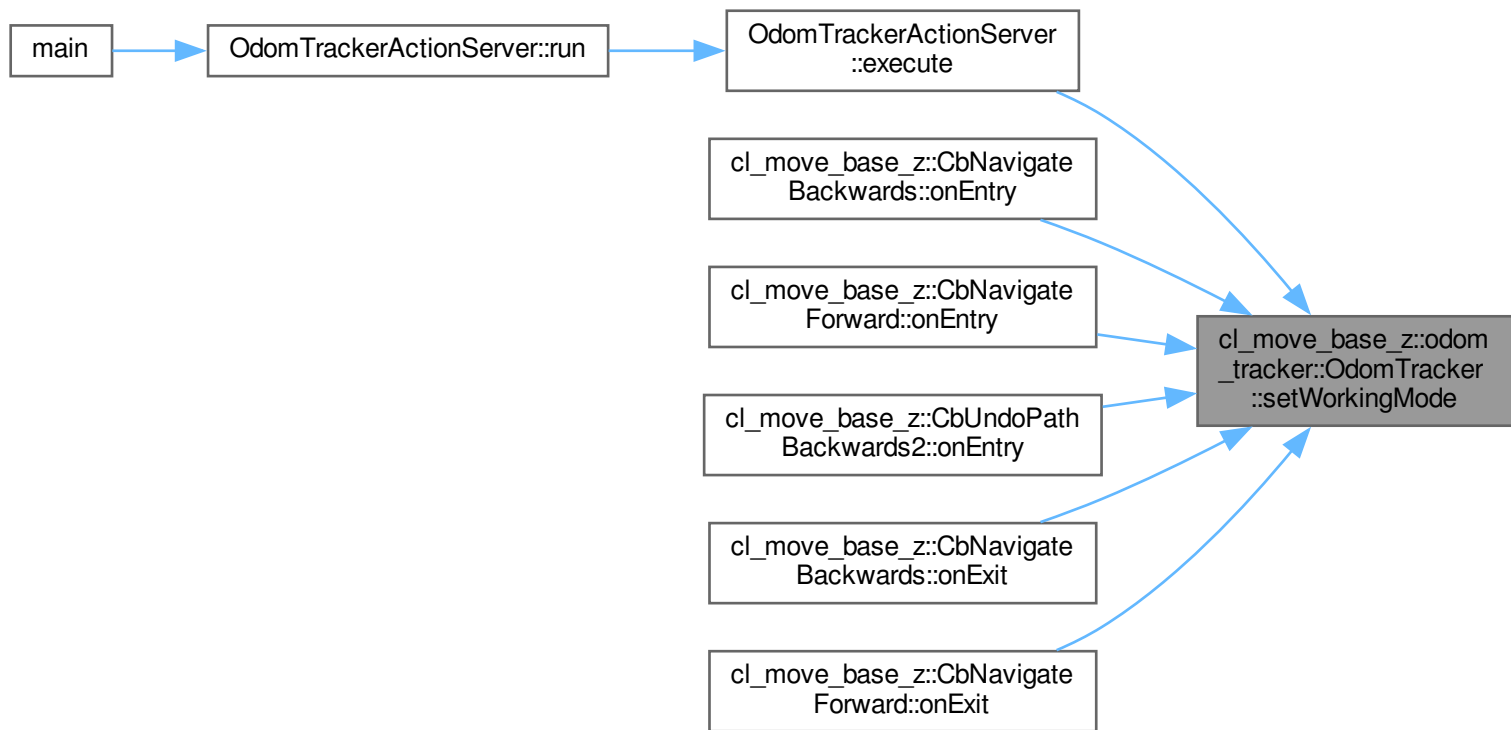 main
OdomTrackerActionServer::run
OdomTrackerActionServer
::execute
cl_move_base_z::CbNavigate
Backwards::onEntry
cl_move_base_z::CbNavigate
Forward::onEntry
cl_move_base_z::CbUndoPath
Backwards2::onEntry
cl_move_base_z::CbNavigate
Backwards::onExit
cl_move_base_z::CbNavigate
Forward::onExit
cl_move_base_z::odom
_tracker::OdomTracker
::setWorkingMode